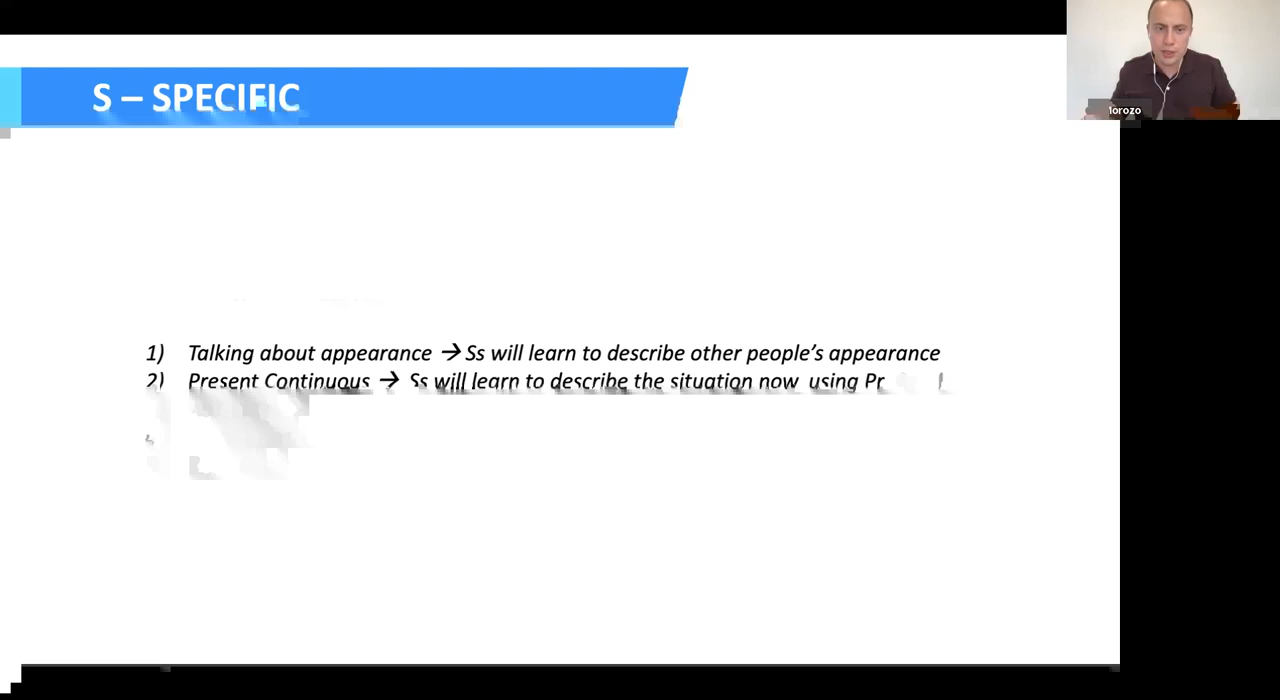 S – SPECIFIC
1) Talking about appearance → Ss will learn to describe other people's appearance
2) Present Continuous → Ss will learn to describe the situation now using